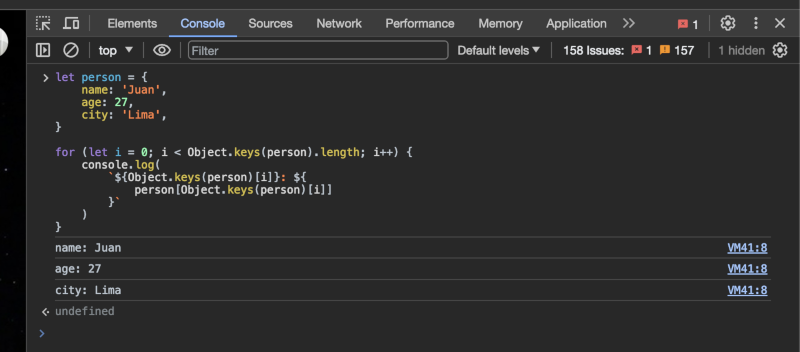 Elements Console Sources Network Performance Memory Application 1
top Filter Default levels 158 Issues: 1 157 1 hidden
let person = {
    name: 'Juan',
    age: 27,
    city: 'Lima',
}
for (let i = 0; i < Object.keys(person).length; i++) {
    console.log(
        `${Object.keys(person)[i]}: ${
            person[Object.keys(person)[i]]
        }`
    )
}
name: Juan VM41:8
age: 27 VM41:8
city: Lima VM41:8
undefined